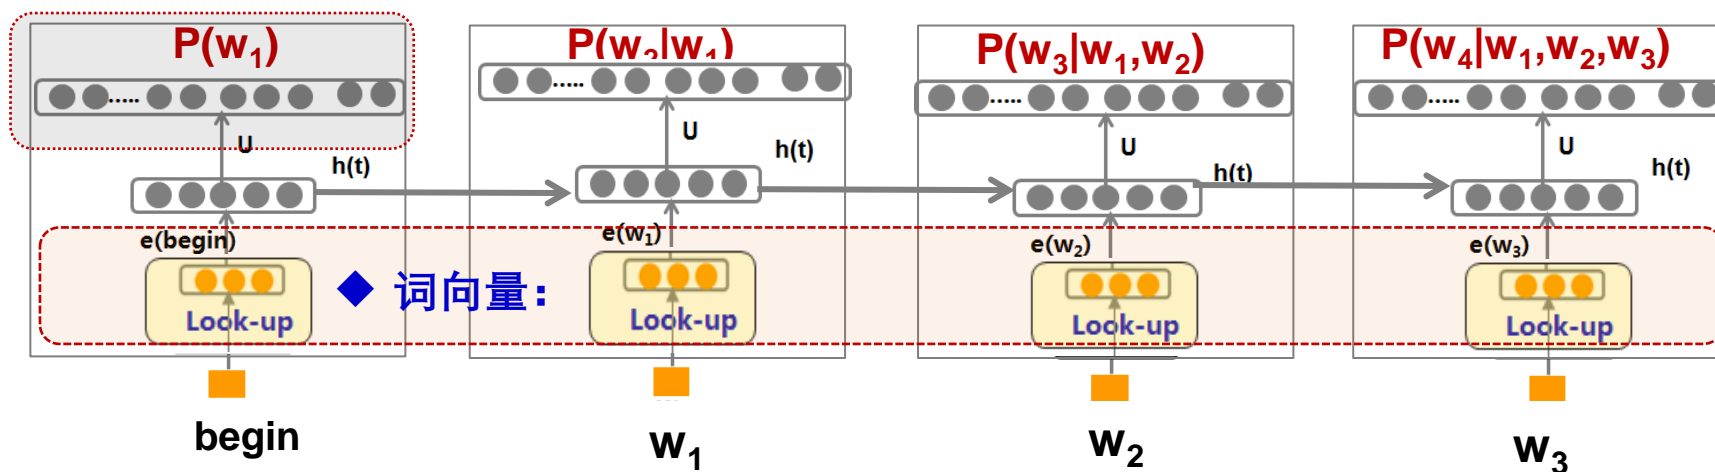 P(w₁) P(w₂|w₁) P(w₃|w₁,w₂) P(w₄|w₁,w₂,w₃)
..... ..... ..... .....
U U U U
h(t) h(t) h(t) h(t)
e(begin) e(w₁) e(w₂) e(w₃)
◆ 词向量:
Look-up Look-up Look-up Look-up
begin w₁ w₂ w₃